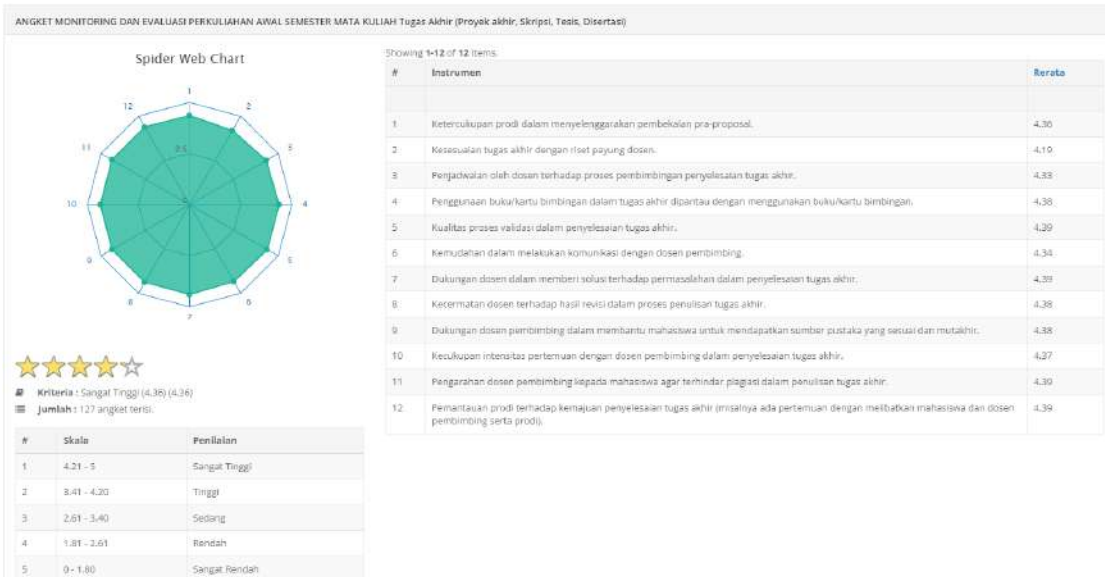 ANGKET MONITORING DAN EVALUASI PERKULIAHAN AWAL SEMESTER MATA KULIAH Tugas Akhir (Proyek akhir, Skripsi, Tesis, Disertasi)
Spider Web Chart
1
2
3
4
5
6
7
8
9
10
11
12
2.5
0
Kriteria : Sangat Tinggi (4.36) (4.36)
Jumlah : 127 angket terisi.
# Skala Penilaian
1 4.21 - 5 Sangat Tinggi
2 3.41 - 4.20 Tinggi
3 2.61 - 3.40 Sedang
4 1.81 - 2.61 Rendah
5 0 - 1.80 Sangat Rendah
Showing 1-12 of 12 items.
# Instrumen Rerata
1 Ketercukupan prodi dalam menyelenggarakan pembekalan pra-proposal. 4.36
2 Kesesuaian tugas akhir dengan riset payung dosen. 4.19
3 Penjadwalan oleh dosen terhadap proses pembimbingan penyelesaian tugas akhir. 4.33
4 Penggunaan buku/kartu bimbingan dalam tugas akhir dipantau dengan menggunakan buku/kartu bimbingan. 4.38
5 Kualitas proses validasi dalam penyelesaian tugas akhir. 4.39
6 Kemudahan dalam melakukan komunikasi dengan dosen pembimbing. 4.34
7 Dukungan dosen dalam memberi solusi terhadap permasalahan dalam penyelesaian tugas akhir. 4.39
8 Kecermatan dosen terhadap hasil revisi dalam proses penulisan tugas akhir. 4.38
9 Dukungan dosen pembimbing dalam membantu mahasiswa untuk mendapatkan sumber pustaka yang sesuai dan mutakhir. 4.38
10 Kecukupan intensitas pertemuan dengan dosen pembimbing dalam penyelesaian tugas akhir. 4.37
11 Pengarahan dosen pembimbing kepada mahasiswa agar terhindar plagiasi dalam penulisan tugas akhir. 4.39
12 Pemantauan prodi terhadap kemajuan penyelesaian tugas akhir (misalnya ada pertemuan dengan melibatkan mahasiswa dan dosen 4.39
pembimbing serta prodi).